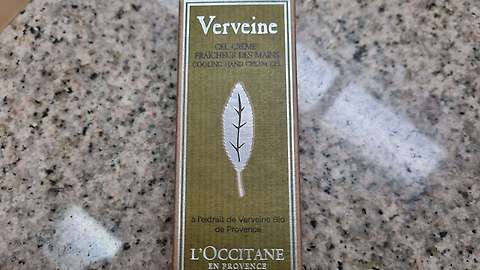 Verveine
GEL CRÈME
FRAÎCHEUR DES MAINS
COOLING HAND CREAM GEL
à l'extrait de Verveine Bio
de Provence
L'OCCITANE
EN PROVENCE